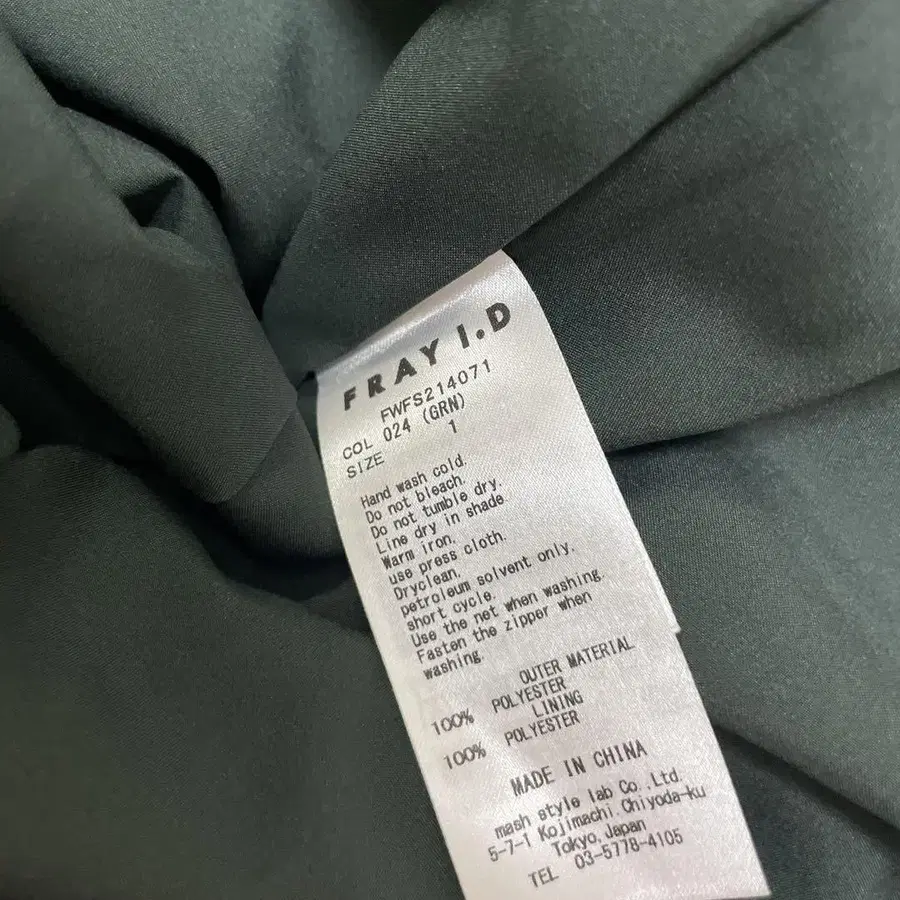 FRAY I.D
FWFS214071
COL 024 (GRN)
SIZE 1
Hand wash cold.
Do not bleach.
Do not tumble dry.
Line dry in shade
Warm iron.
use press cloth.
Dryclean.
petroleum solvent only.
short cycle.
Use the net when washing.
Fasten the zipper when
washing.
OUTER MATERIAL
100% POLYESTER
LINING
100% POLYESTER
MADE IN CHINA
mash style lab Co.,Ltd.
5-7-1 Kojimachi.Chiyoda-ku
Tokyo,Japan
TEL 03-5778-4105